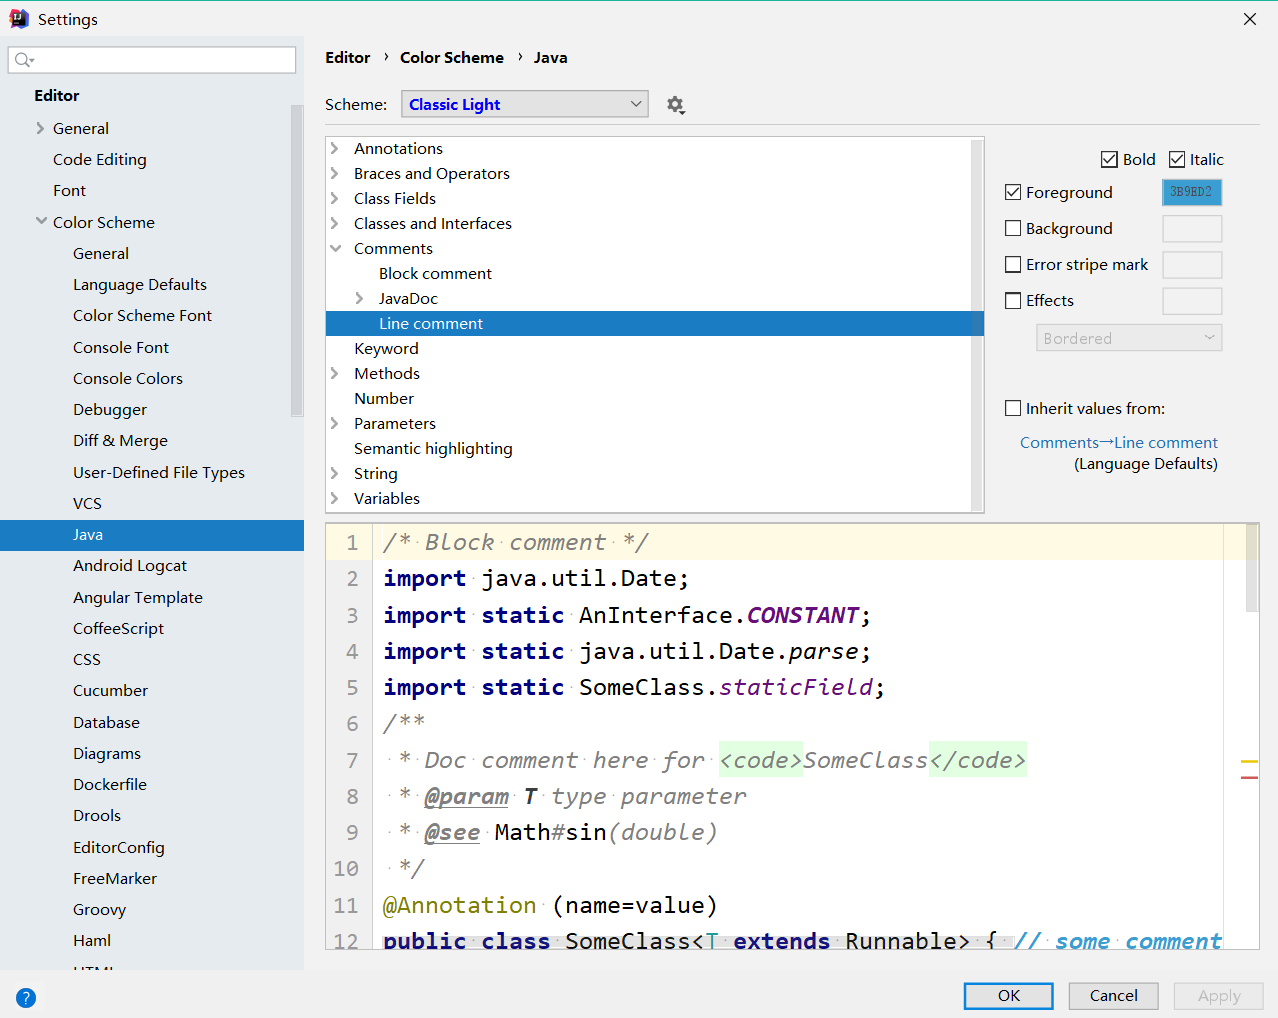 Settings
Editor
General
Code Editing
Font
Color Scheme
General
Language Defaults
Color Scheme Font
Console Font
Console Colors
Debugger
Diff & Merge
User-Defined File Types
VCS
Java
Android Logcat
Angular Template
CoffeeScript
CSS
Cucumber
Database
Diagrams
Dockerfile
Drools
EditorConfig
FreeMarker
Groovy
Haml
HTML
Editor › Color Scheme › Java
Scheme: Classic Light
Annotations
Braces and Operators
Class Fields
Classes and Interfaces
Comments
Block comment
JavaDoc
Line comment
Keyword
Methods
Number
Parameters
Semantic highlighting
String
Variables
Bold Italic
Foreground 3B9BD2
Background
Error stripe mark
Effects
Bordered
Inherit values from:
Comments→Line comment
(Language Defaults)
1 /* Block comment */
2 import java.util.Date;
3 import static AnInterface.CONSTANT;
4 import static java.util.Date.parse;
5 import static SomeClass.staticField;
6 /**
7 * Doc comment here for <code>SomeClass</code>
8 * @param T type parameter
9 * @see Math#sin(double)
10 */
11 @Annotation (name=value)
12 public class SomeClass<T extends Runnable> { // some comment
? OK Cancel Apply